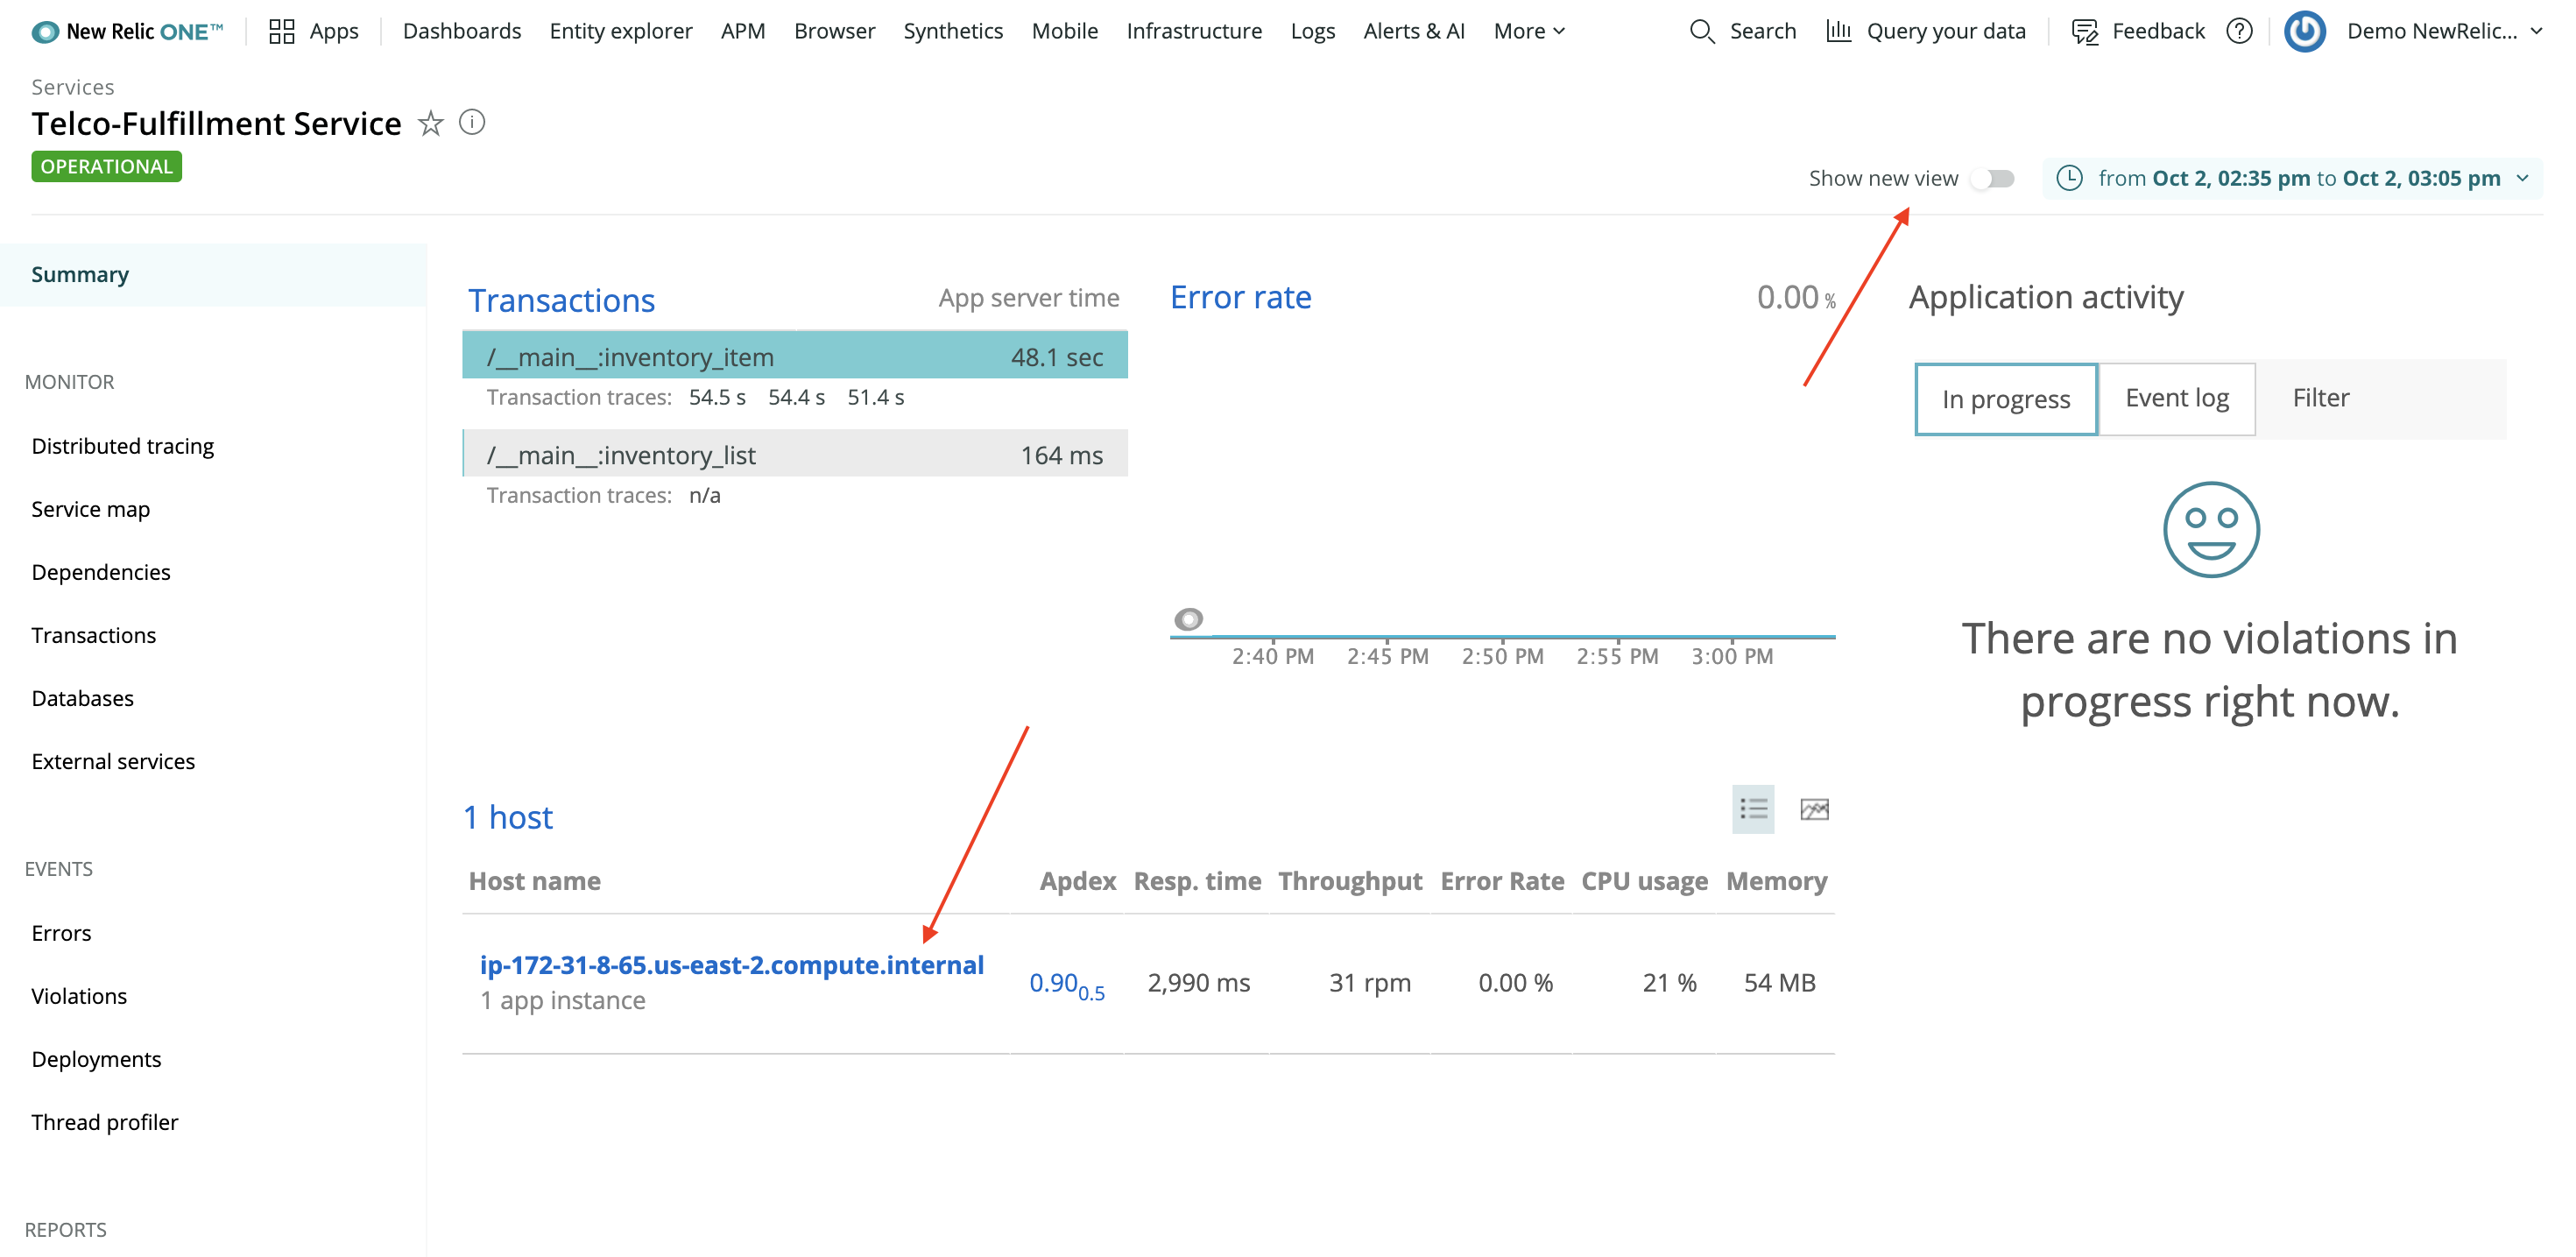 New Relic ONE™ Apps Dashboards Entity explorer APM Browser Synthetics Mobile Infrastructure Logs Alerts & AI More Search Query your data Feedback ? Demo NewRelic...
Services
Telco-Fulfillment Service i
OPERATIONAL
Show new view from Oct 2, 02:35 pm to Oct 2, 03:05 pm
Summary
MONITOR
Distributed tracing
Service map
Dependencies
Transactions
Databases
External services
EVENTS
Errors
Violations
Deployments
Thread profiler
REPORTS
Transactions App server time
/__main__:inventory_item 48.1 sec
Transaction traces: 54.5 s 54.4 s 51.4 s
/__main__:inventory_list 164 ms
Transaction traces: n/a
Error rate 0.00 %
2:40 PM 2:45 PM 2:50 PM 2:55 PM 3:00 PM
Application activity
In progress Event log Filter
There are no violations in
progress right now.
1 host
Host name Apdex Resp. time Throughput Error Rate CPU usage Memory
ip-172-31-8-65.us-east-2.compute.internal 0.90 0.5 2,990 ms 31 rpm 0.00 % 21 % 54 MB
1 app instance